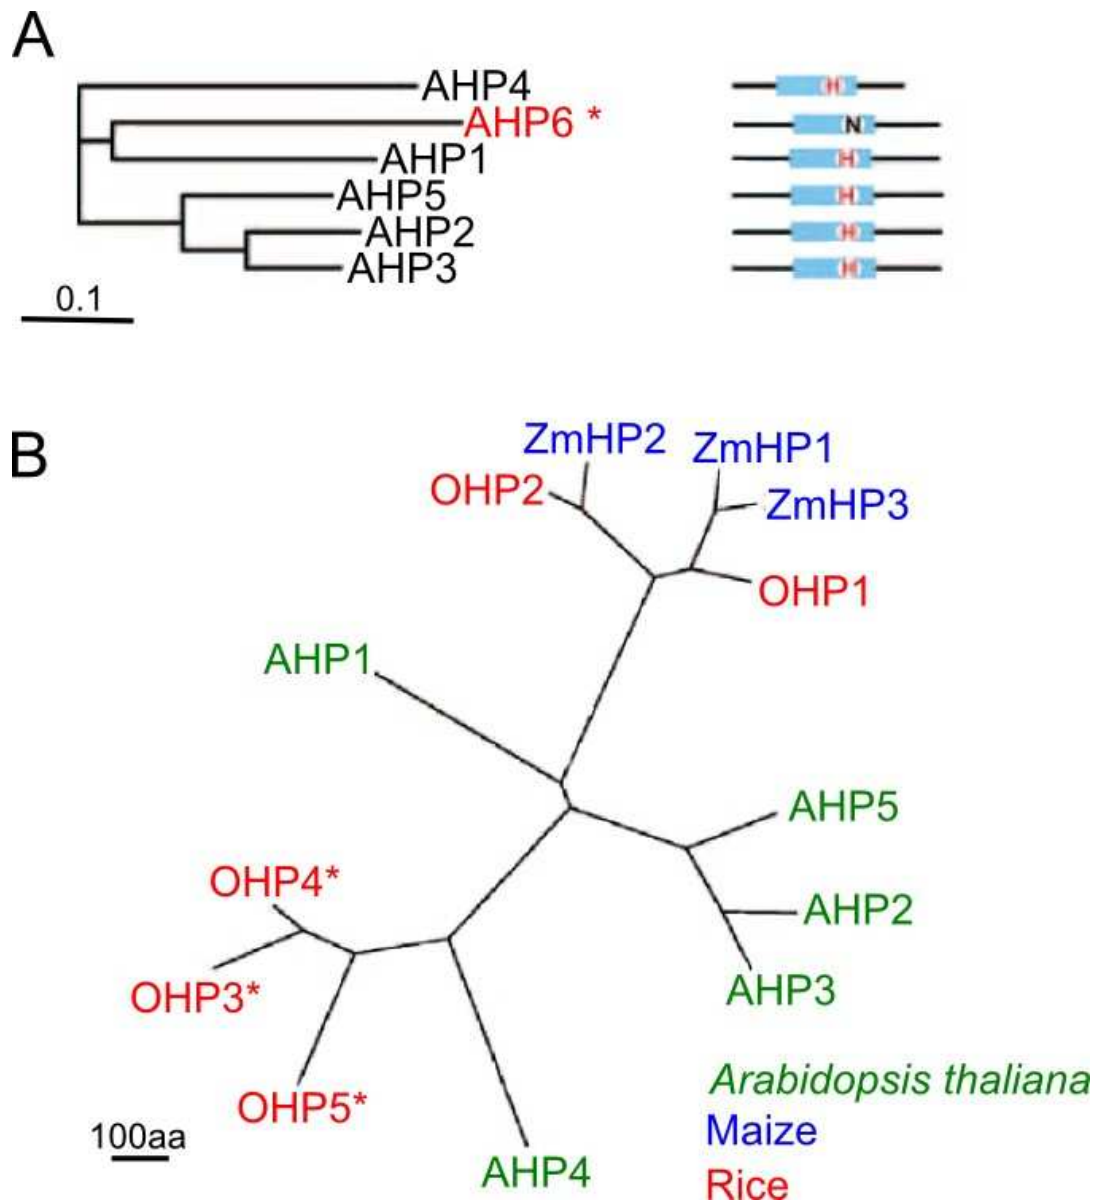 A
AHP4
H
AHP6 *
N
AHP1
H
AHP5
H
AHP2
H
AHP3
H
0.1
B
ZmHP2
ZmHP1
OHP2
ZmHP3
OHP1
AHP1
AHP5
OHP4*
AHP2
OHP3*
AHP3
Arabidopsis thaliana
OHP5*
Maize
100aa
AHP4
Rice